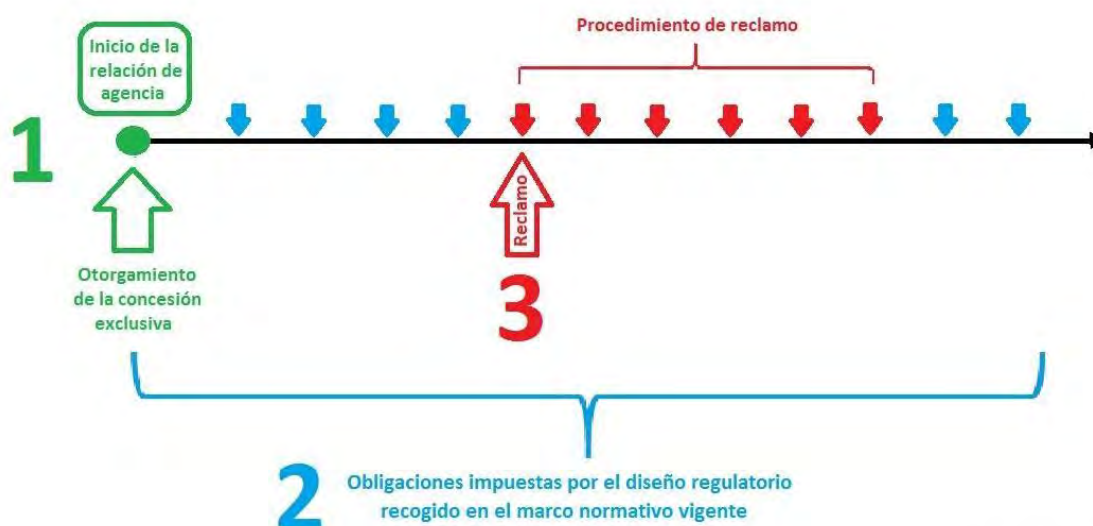 Procedimiento de reclamo
Inicio de la
relación de
agencia
1
Reclamo
Otorgamiento
de la concesión
exclusiva
3
2
Obligaciones impuestas por el diseño regulatorio
recogido en el marco normativo vigente